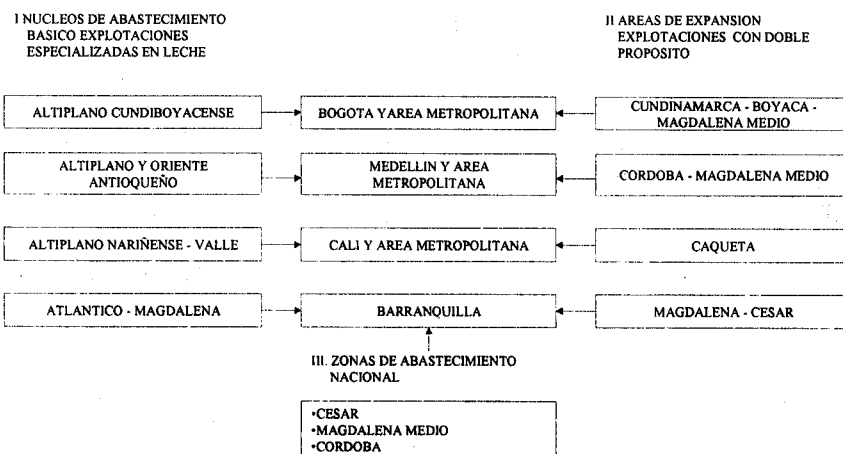 I NUCLEOS DE ABASTECIMIENTO
BASICO EXPLOTACIONES
ESPECIALIZADAS EN LECHE
II AREAS DE EXPANSION
EXPLOTACIONES CON DOBLE
PROPOSITO
ALTIPLANO CUNDIBOYACENSE
BOGOTA YAREA METROPOLITANA
CUNDINAMARCA - BOYACA -
MAGDALENA MEDIO
ALTIPLANO Y ORIENTE
ANTIOQUEÑO
MEDELLIN Y AREA
METROPOLITANA
CORDOBA - MAGDALENA MEDIO
ALTIPLANO NARIÑENSE - VALLE
CALI Y AREA METROPOLITANA
CAQUETA
ATLANTICO - MAGDALENA
BARRANQUILLA
MAGDALENA - CESAR
III. ZONAS DE ABASTECIMIENTO
NACIONAL
•CESAR
•MAGDALENA MEDIO
•CORDOBA